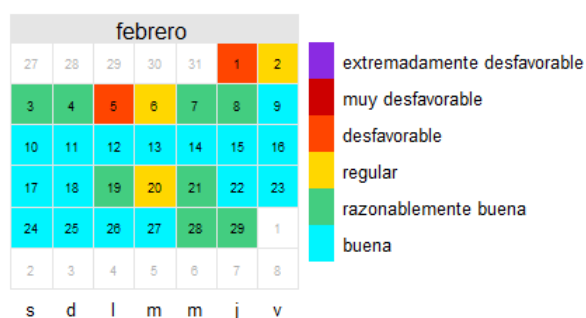 febrero
27 28 29 30 31 1 2
3 4 5 6 7 8 9
10 11 12 13 14 15 16
17 18 19 20 21 22 23
24 25 26 27 28 29 1
2 3 4 5 6 7 8
s d l m m j v
extremadamente desfavorable
muy desfavorable
desfavorable
regular
razonablemente buena
buena